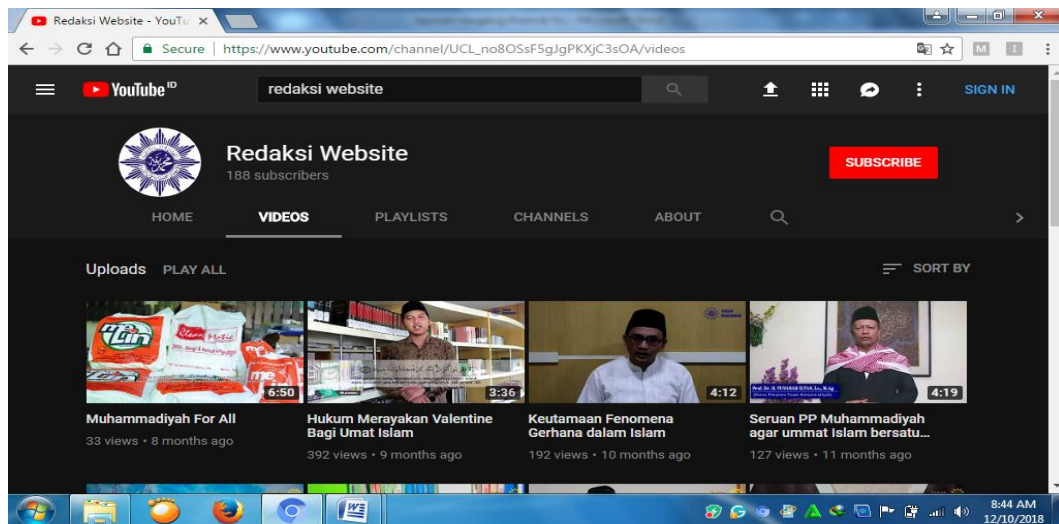 Redaksi Website - YouTu
Secure
https://www.youtube.com/channel/UCL_no8OSsF5gJgPKXjC3sOA/videos
M
I
YouTube ID
redaksi website
SIGN IN
Redaksi Website
188 subscribers
SUBSCRIBE
HOME VIDEOS PLAYLISTS CHANNELS ABOUT
Uploads PLAY ALL
SORT BY
6:50
3:36
4:12
4:19
Muhammadiyah For All
33 views • 8 months ago
Hukum Merayakan Valentine
Bagi Umat Islam
392 views • 9 months ago
Keutamaan Fenomena
Gerhana dalam Islam
192 views • 10 months ago
Seruan PP Muhammadiyah
agar ummat Islam bersatu...
127 views • 11 months ago
8:44 AM
12/10/2018